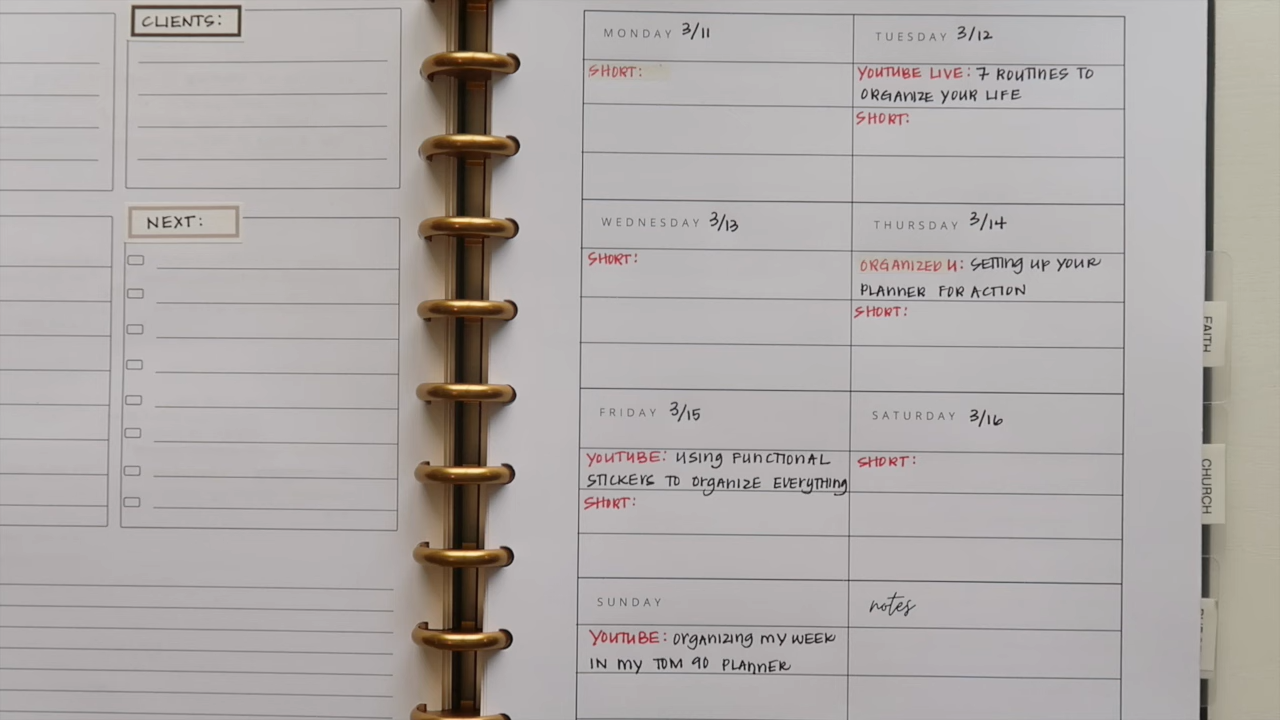 CLIENTS:
NEXT:
MONDAY 3/11
SHORT:
TUESDAY 3/12
YOUTUBE LIVE: 7 ROUTINES TO
ORGANIZE YOUR LIFE
SHORT:
WEDNESDAY 3/13
SHORT:
THURSDAY 3/14
ORGANIZED U: SETTING UP YOUR
PLANNER FOR ACTION
SHORT:
FRIDAY 3/15
YOUTUBE: USING FUNCTIONAL
STICKERS TO ORGANIZE EVERYTHING
SHORT:
SATURDAY 3/16
SHORT:
SUNDAY
YOUTUBE: ORGANIZING MY WEEK
IN MY TDM 90 PLANNER
notes
FAITH
CHURCH